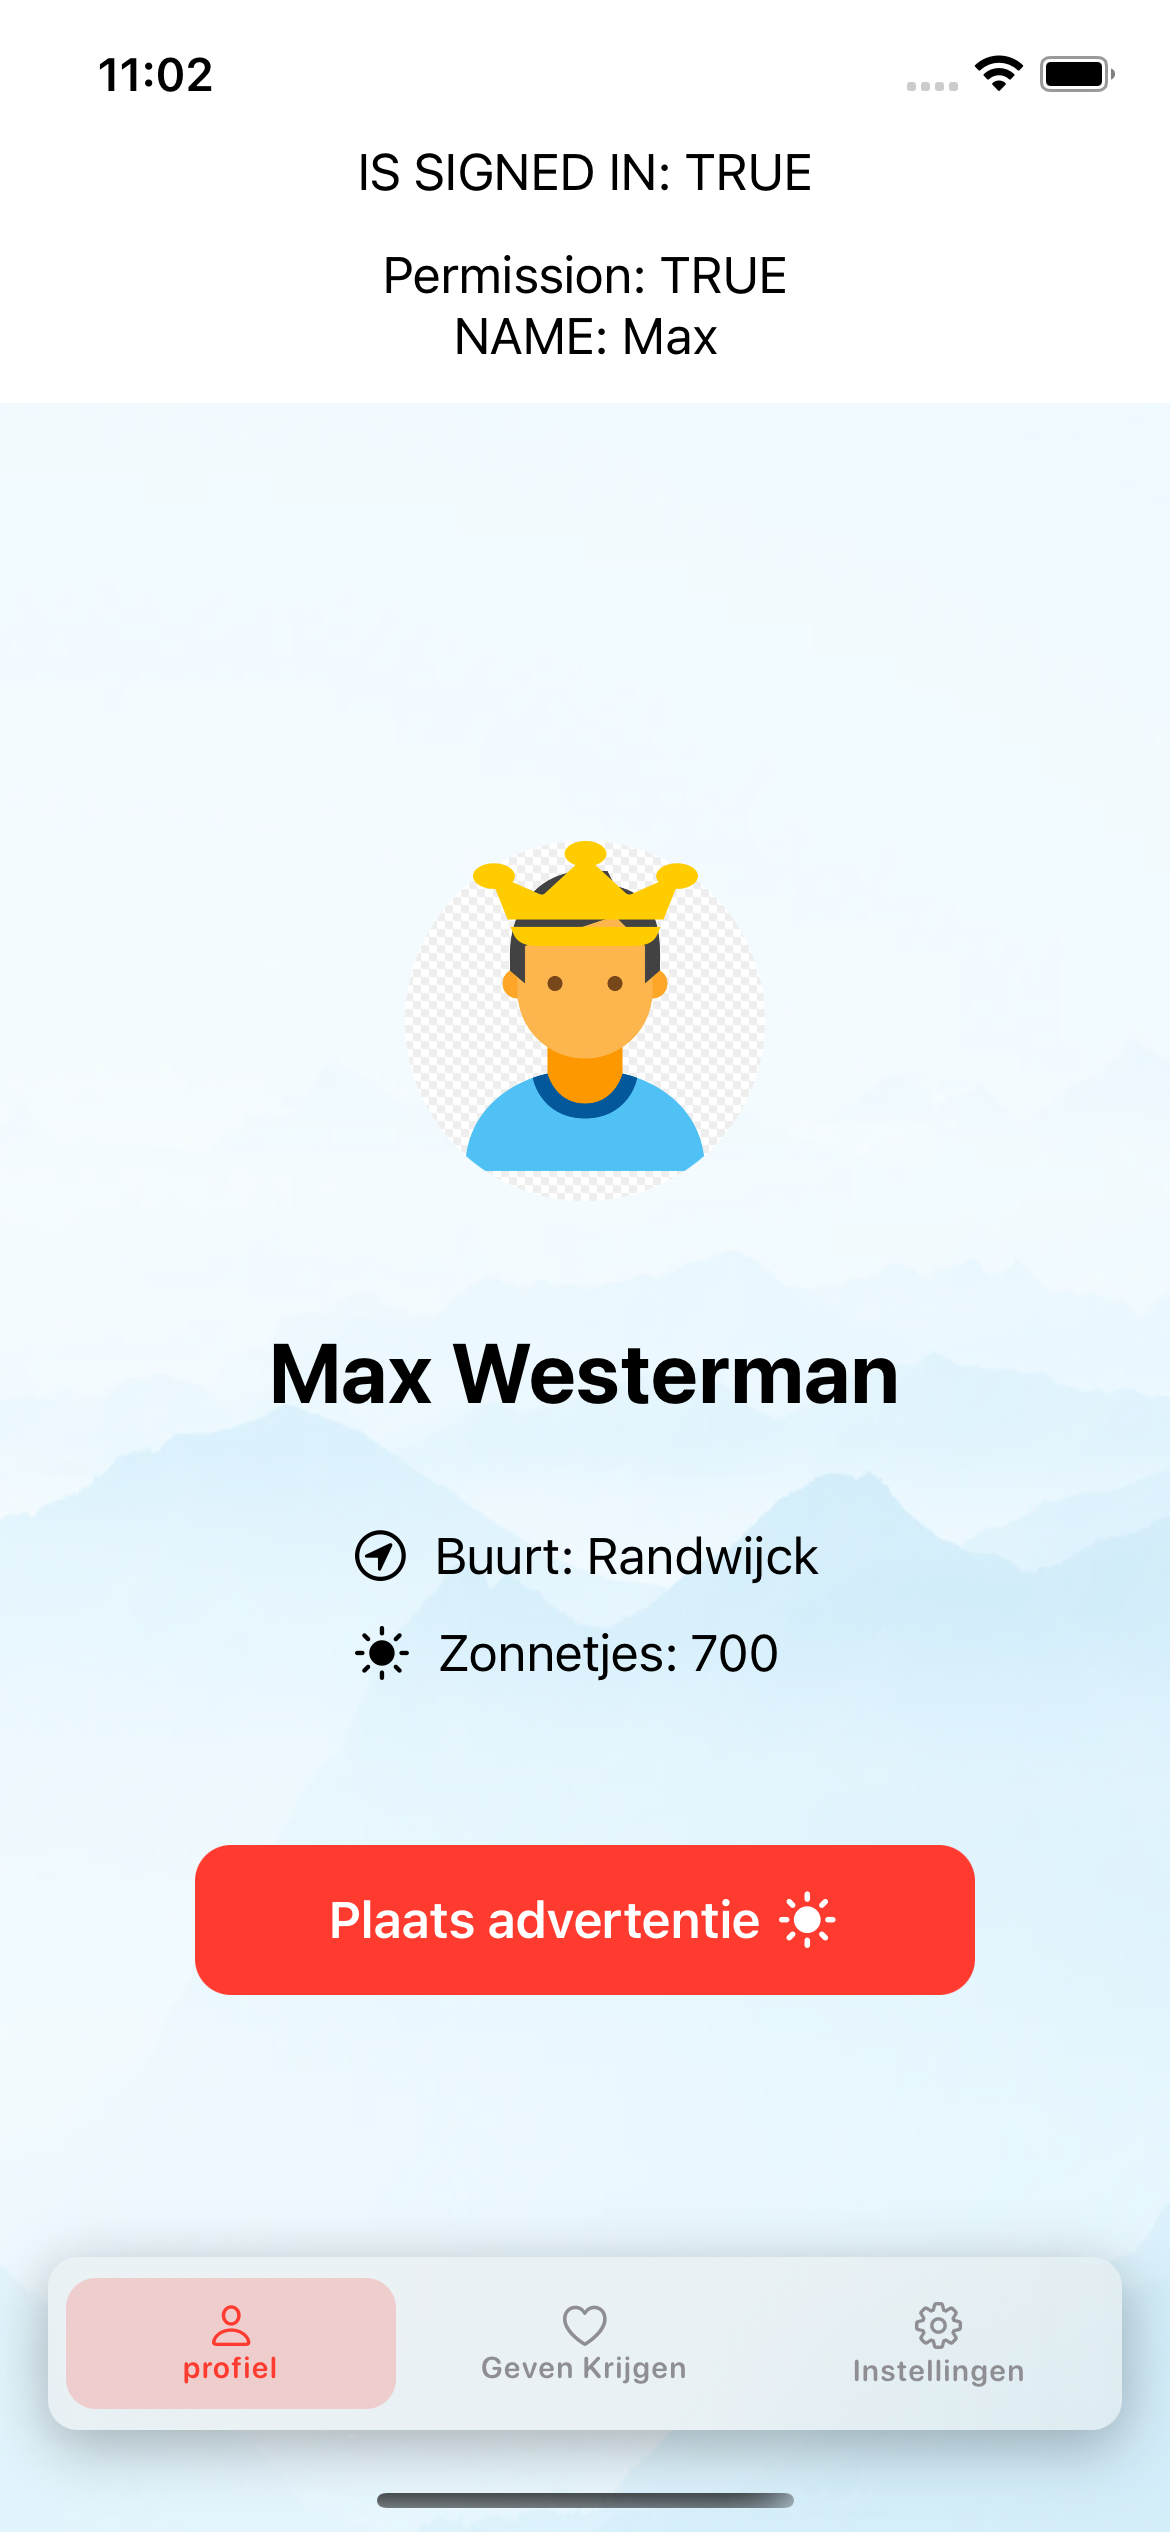 11:02
IS SIGNED IN: TRUE
Permission: TRUE
NAME: Max
Max Westerman
Buurt: Randwijck
Zonnetjes: 700
Plaats advertentie
profiel
Geven Krijgen
Instellingen